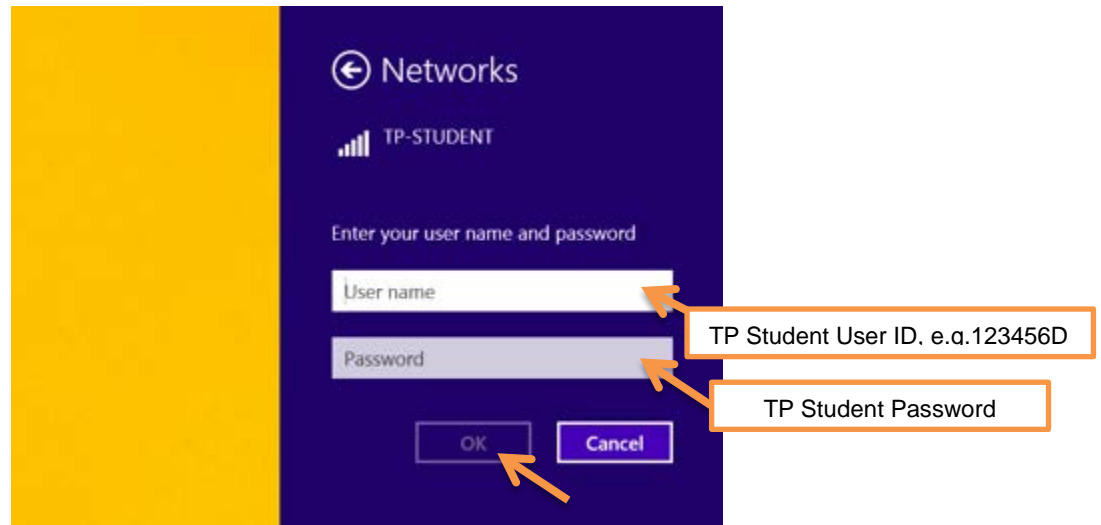 Networks
TP-STUDENT
Enter your user name and password
User name
TP Student User ID, e.g.123456D
Password
TP Student Password
OK
Cancel